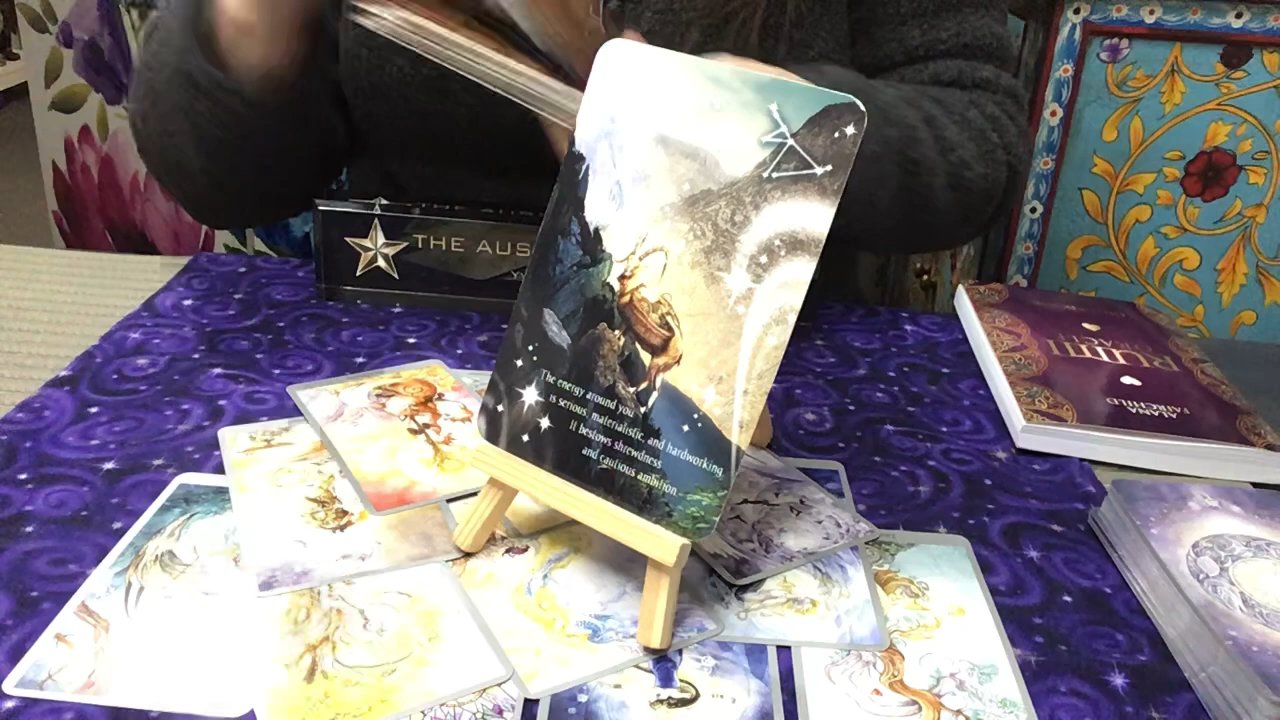 THE AUS
The energy around you
is serious, materialistic, and hardworking
It bestows shrewdness
and cautious ambition
RUMI
ALANA
FAIRCHILD